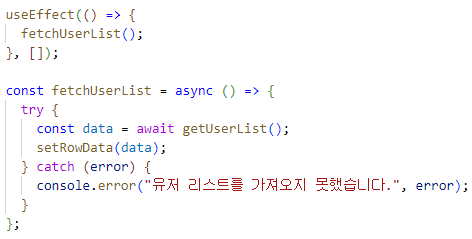 useEffect(() => {
  fetchUserList();
}, []);

const fetchUserList = async () => {
  try {
    const data = await getUserList();
    setRowData(data);
  } catch (error) {
    console.error("유저 리스트를 가져오지 못했습니다.", error);
  }
};